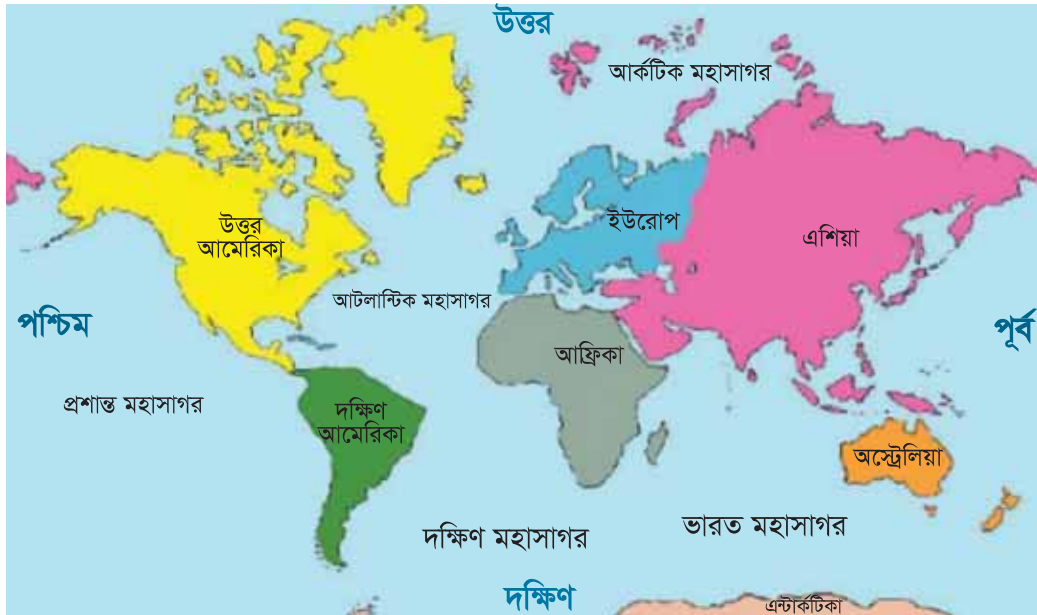 উত্তর
আর্কটিক মহাসাগর
উত্তর
আমেরিকা
ইউরোপ
এশিয়া
আটলান্টিক মহাসাগর
পশ্চিম
পূর্ব
আফ্রিকা
প্রশান্ত মহাসাগর
দক্ষিণ
আমেরিকা
অস্ট্রেলিয়া
দক্ষিণ মহাসাগর
ভারত মহাসাগর
দক্ষিণ
এন্টার্কটিকা